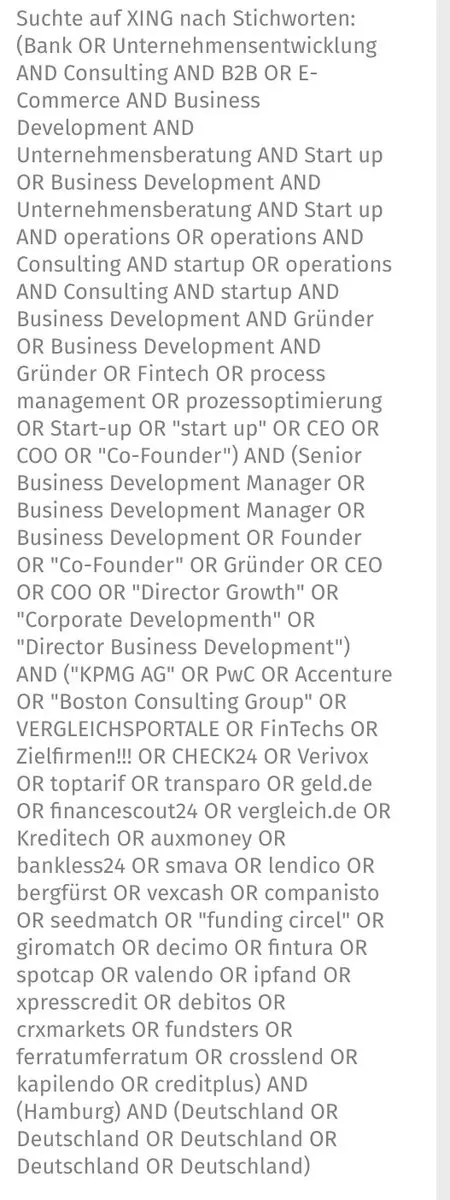 Suchte auf XING nach Stichworten:
(Bank OR Unternehmensentwicklung
AND Consulting AND B2B OR E-
Commerce AND Business
Development AND
Unternehmensberatung AND Start up
OR Business Development AND
Unternehmensberatung AND Start up
AND operations OR operations AND
Consulting AND startup OR operations
AND Consulting AND startup AND
Business Development AND Gründer
OR Business Development AND
Gründer OR Fintech OR process
management OR prozessoptimierung
OR Start-up OR "start up" OR CEO OR
COO OR "Co-Founder") AND (Senior
Business Development Manager OR
Business Development Manager OR
Business Development OR Founder
OR "Co-Founder" OR Gründer OR CEO
OR COO OR "Director Growth" OR
"Corporate Developmenth" OR
"Director Business Development")
AND ("KPMG AG" OR PwC OR Accenture
OR "Boston Consulting Group" OR
VERGLEICHSPORTALE OR FinTechs OR
Zielfirmen!!! OR CHECK24 OR Verivox
OR toptarif OR transparo OR geld.de
OR financescout24 OR vergleich.de OR
Kreditech OR auxmoney OR
bankless24 OR smava OR lendico OR
bergfürst OR vexcash OR companisto
OR seedmatch OR "funding circel" OR
giromatch OR decimo OR fintura OR
spotcap OR valendo OR ipfand OR
xpresscredit OR debitos OR
crxmarkets OR fundsters OR
ferratumferratum OR crosslend OR
kapilendo OR creditplus) AND
(Hamburg) AND (Deutschland OR
Deutschland OR Deutschland OR
Deutschland OR Deutschland)